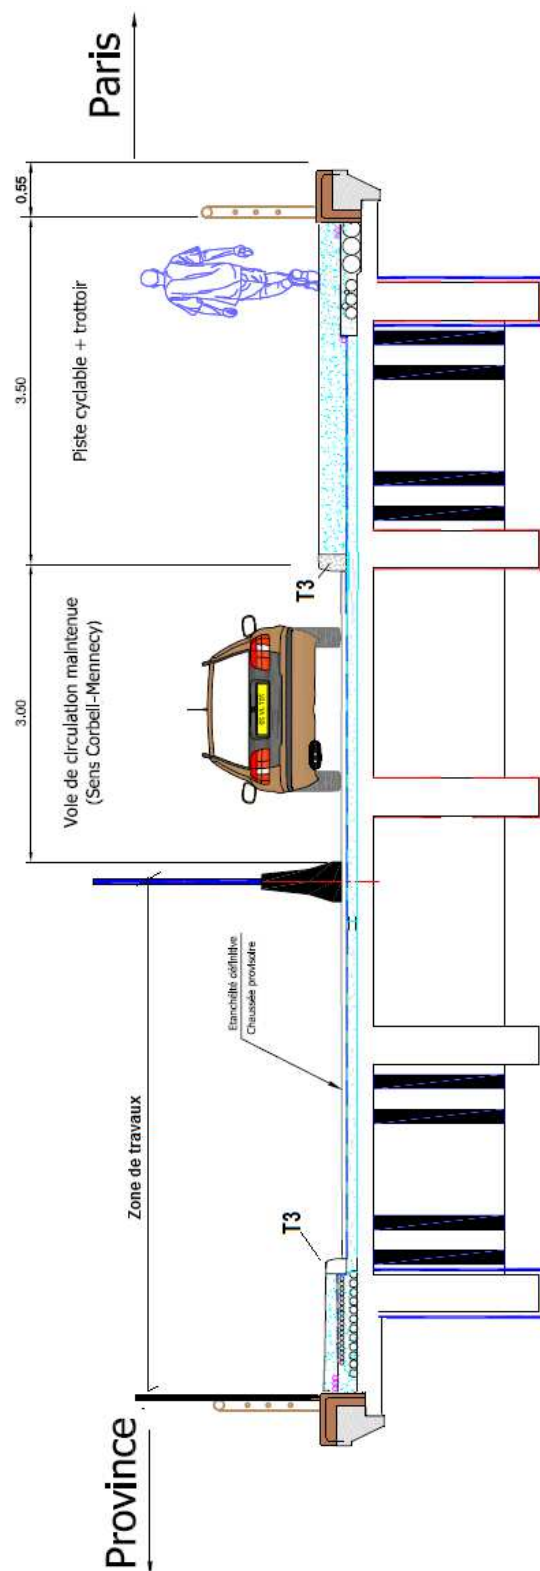 Paris
0.55
3.50
Piste cyclable + trottoir
T3
3.00
Voie de circulation maintenue
(Sens Corbeil-Mennecy)
Etanchéité définitive
Chaussée provisoire
Zone de travaux
T3
Province